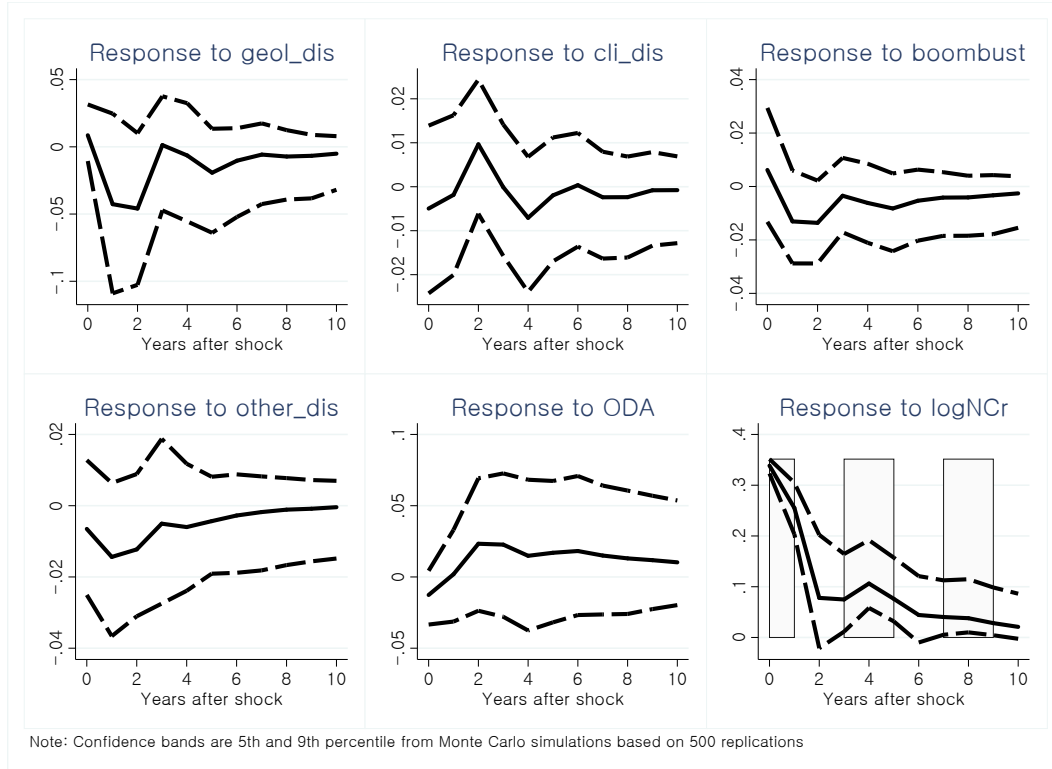 Response to geol_dis
.05
0
-.05
-.1
0 2 4 6 8 10
Years after shock
Response to cli_dis
.02
.01
0
-.01
-.02
0 2 4 6 8 10
Years after shock
Response to boombust
.04
.02
0
-.02
-.04
0 2 4 6 8 10
Years after shock
Response to other_dis
.02
0
-.02
-.04
0 2 4 6 8 10
Years after shock
Response to ODA
.1
.05
0
-.05
0 2 4 6 8 10
Years after shock
Response to logNCr
.4
.3
.2
.1
0
0 2 4 6 8 10
Years after shock
Note: Confidence bands are 5th and 9th percentile from Monte Carlo simulations based on 500 replications